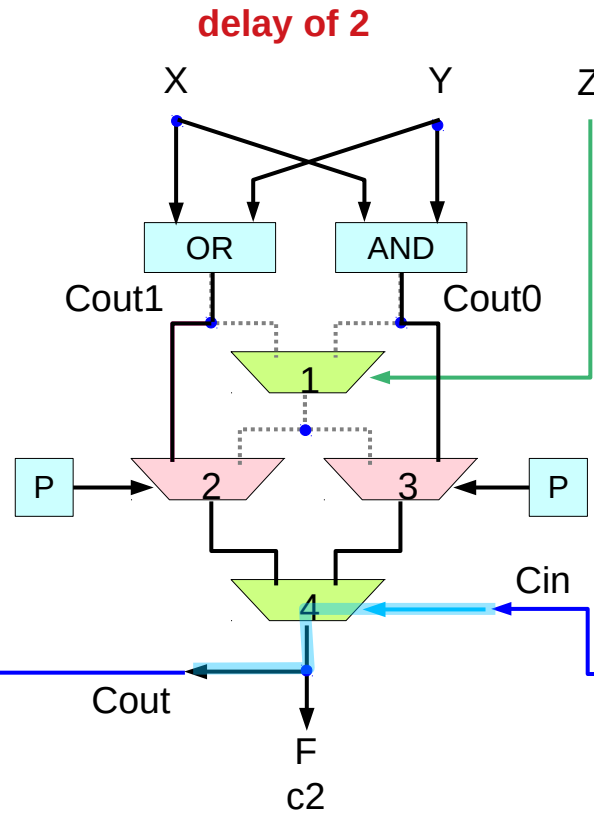 delay of 2
X Y Z
OR AND
Cout1 Cout0
1
P 2 3 P
4 Cin
Cout
F
c2